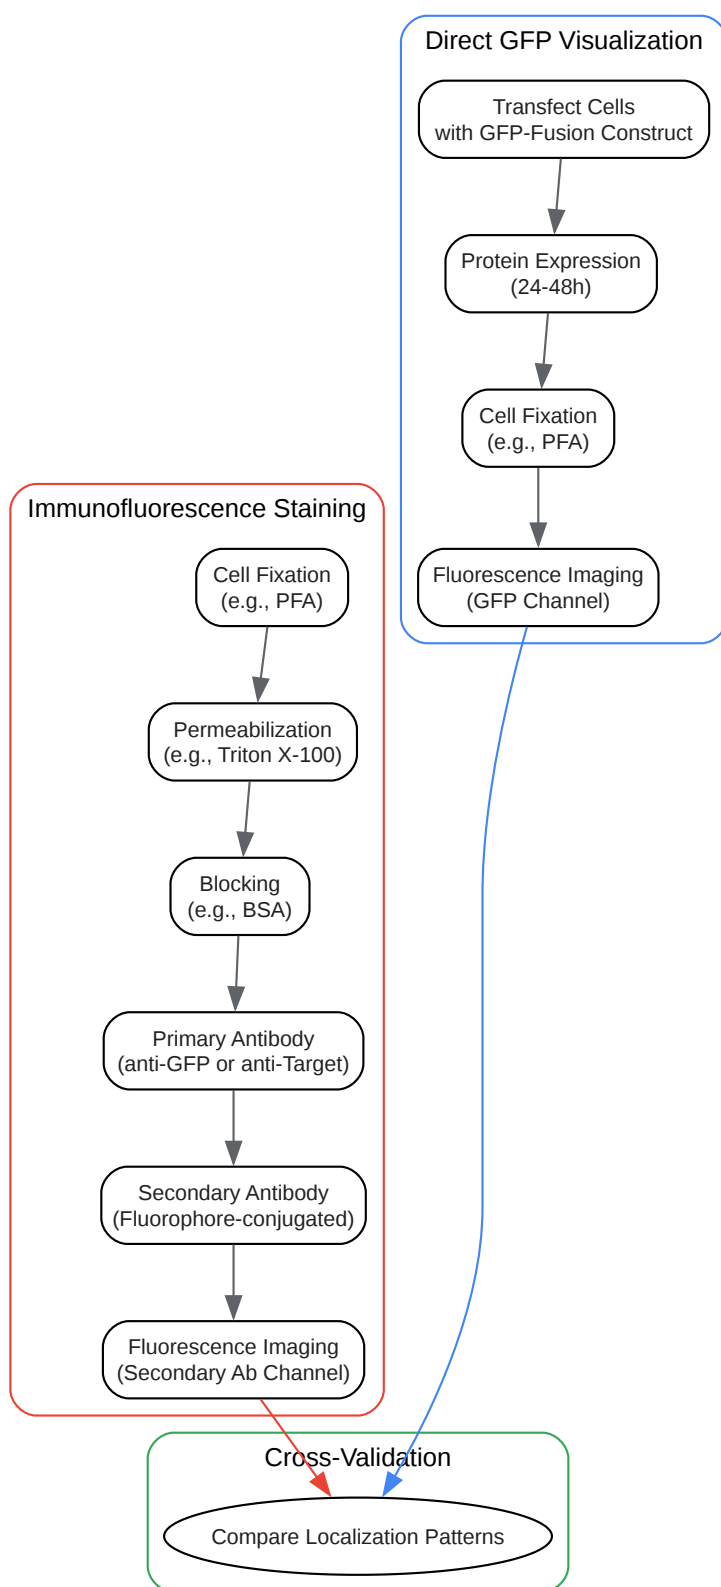 Direct GFP Visualization
Transfect Cells
with GFP-Fusion Construct
Protein Expression
(24-48h)
Cell Fixation
(e.g., PFA)
Fluorescence Imaging
(GFP Channel)
Immunofluorescence Staining
Cell Fixation
(e.g., PFA)
Permeabilization
(e.g., Triton X-100)
Blocking
(e.g., BSA)
Primary Antibody
(anti-GFP or anti-Target)
Secondary Antibody
(Fluorophore-conjugated)
Fluorescence Imaging
(Secondary Ab Channel)
Cross-Validation
Compare Localization Patterns